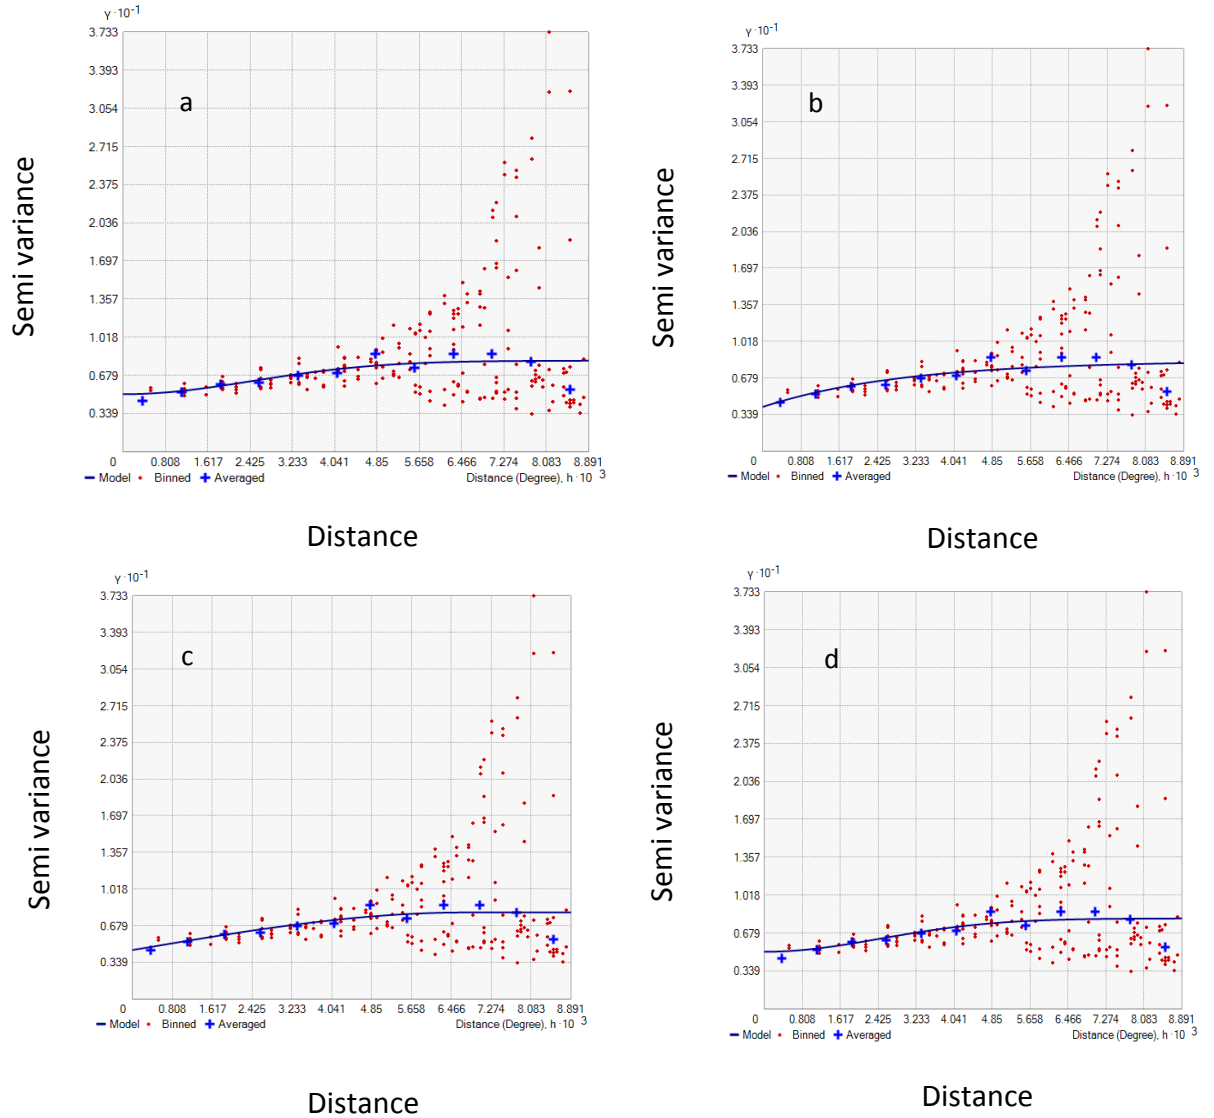 γ·10⁻¹
3.733
3.393
3.054
2.715
2.375
2.036
1.697
1.357
1.018
0.679
0.339
a
Semi variance
0 0.808 1.617 2.425 3.233 4.041 4.85 5.658 6.466 7.274 8.083 8.891
Model Binned Averaged Distance (Degree), h·10 3
Distance
γ·10⁻¹
3.733
3.393
3.054
2.715
2.375
2.036
1.697
1.357
1.018
0.679
0.339
b
Semi variance
0 0.808 1.617 2.425 3.233 4.041 4.85 5.658 6.466 7.274 8.083 8.891
Model Binned Averaged Distance (Degree), h·10 3
Distance
γ·10⁻¹
3.733
3.393
3.054
2.715
2.375
2.036
1.697
1.357
1.018
0.679
0.339
c
Semi variance
0 0.808 1.617 2.425 3.233 4.041 4.85 5.658 6.466 7.274 8.083 8.891
Model Binned Averaged Distance (Degree), h·10 3
Distance
γ·10⁻¹
3.733
3.393
3.054
2.715
2.375
2.036
1.697
1.357
1.018
0.679
0.339
d
Semi variance
0 0.808 1.617 2.425 3.233 4.041 4.85 5.658 6.466 7.274 8.083 8.891
Model Binned Averaged Distance (Degree), h·10 3
Distance